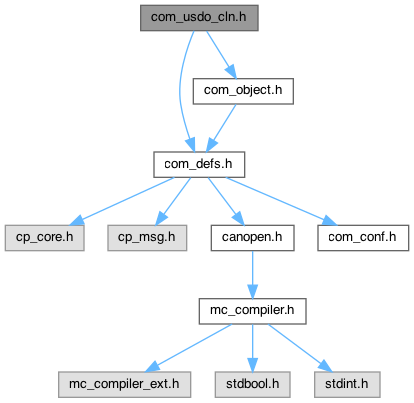 com_usdo_cln.h
com_object.h
com_defs.h
cp_core.h
cp_msg.h
canopen.h
com_conf.h
mc_compiler.h
mc_compiler_ext.h
stdbool.h
stdint.h